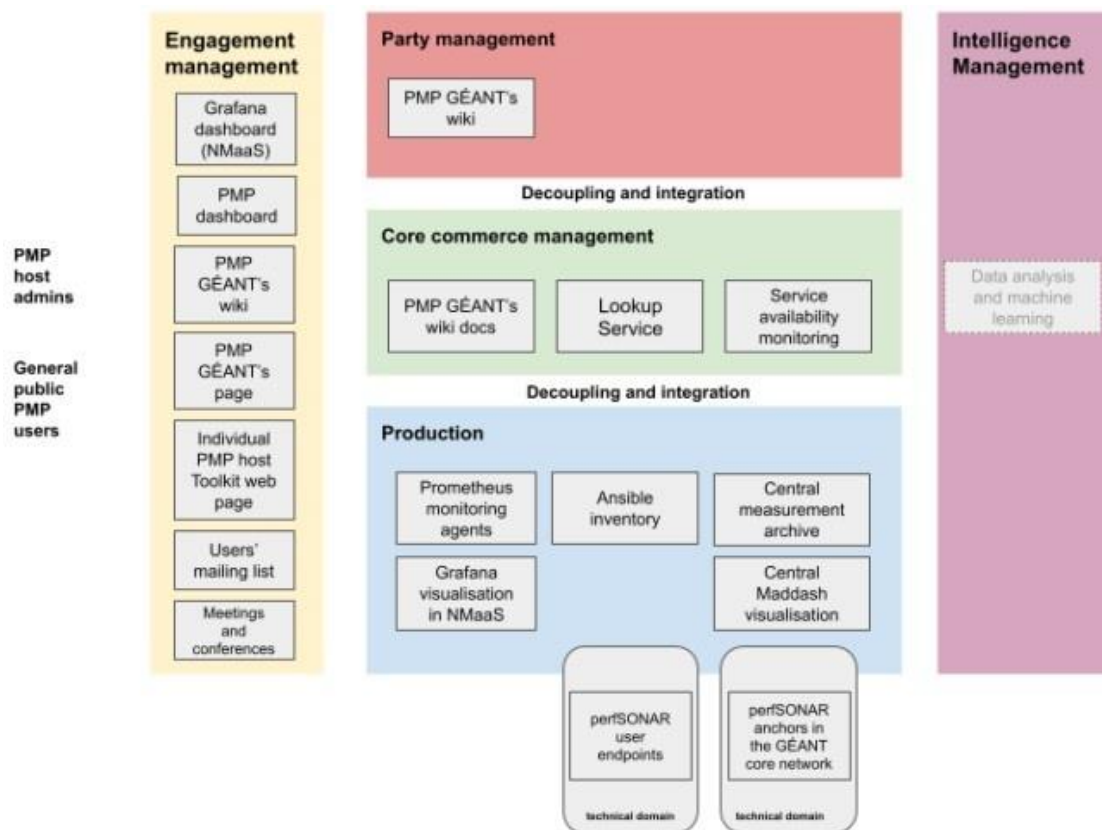 PMP
host
admins
General
public
PMP
users
Engagement
management
Grafana
dashboard
(NMaaS)
PMP
dashboard
PMP
GÉANT's
wiki
PMP
GÉANT's
page
Individual
PMP host
Toolkit web
page
Users'
mailing list
Meetings
and
conferences
Party management
PMP GÉANT's
wiki
Decoupling and integration
Core commerce management
PMP GÉANT's
wiki docs
Lookup
Service
Service
availability
monitoring
Decoupling and integration
Production
Prometheus
monitoring
agents
Ansible
inventory
Central
measurement
archive
Grafana
visualisation
in NMaaS
Central
Maddash
visualisation
perfSONAR
user
endpoints
technical domain
perfSONAR
anchors in
the GÉANT
core network
technical domain
Intelligence
Management
Data analysis
and machine
learning